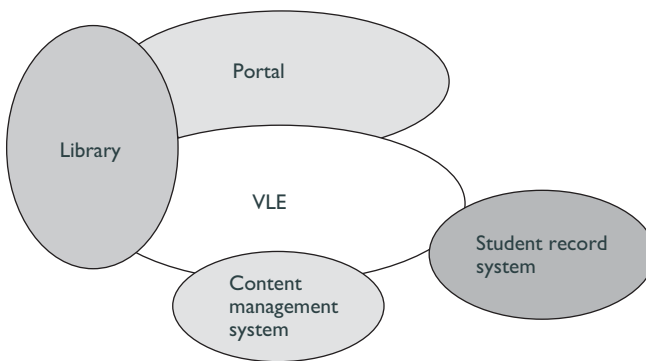 Portal
Library
VLE
Student record
system
Content
management
system